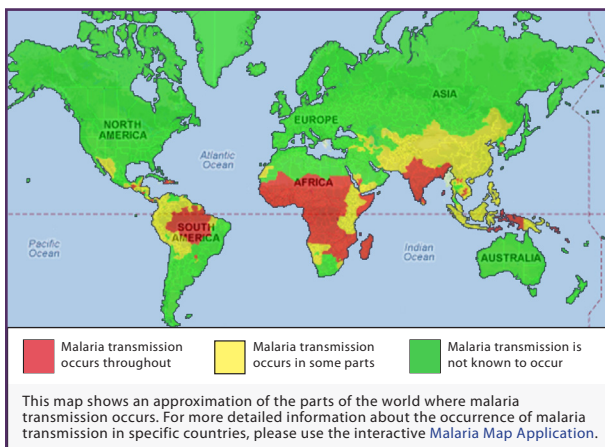 NORTH
AMERICA
EUROPE
ASIA
Atlantic
Ocean
AFRICA
SOUTH
AMERICA
Pacific
Ocean
Indian
Ocean
AUSTRALIA
Malaria transmission
occurs throughout
Malaria transmission
occurs in some parts
Malaria transmission is
not known to occur
This map shows an approximation of the parts of the world where malaria
transmission occurs. For more detailed information about the occurrence of malaria
transmission in specific countries, please use the interactive Malaria Map Application.